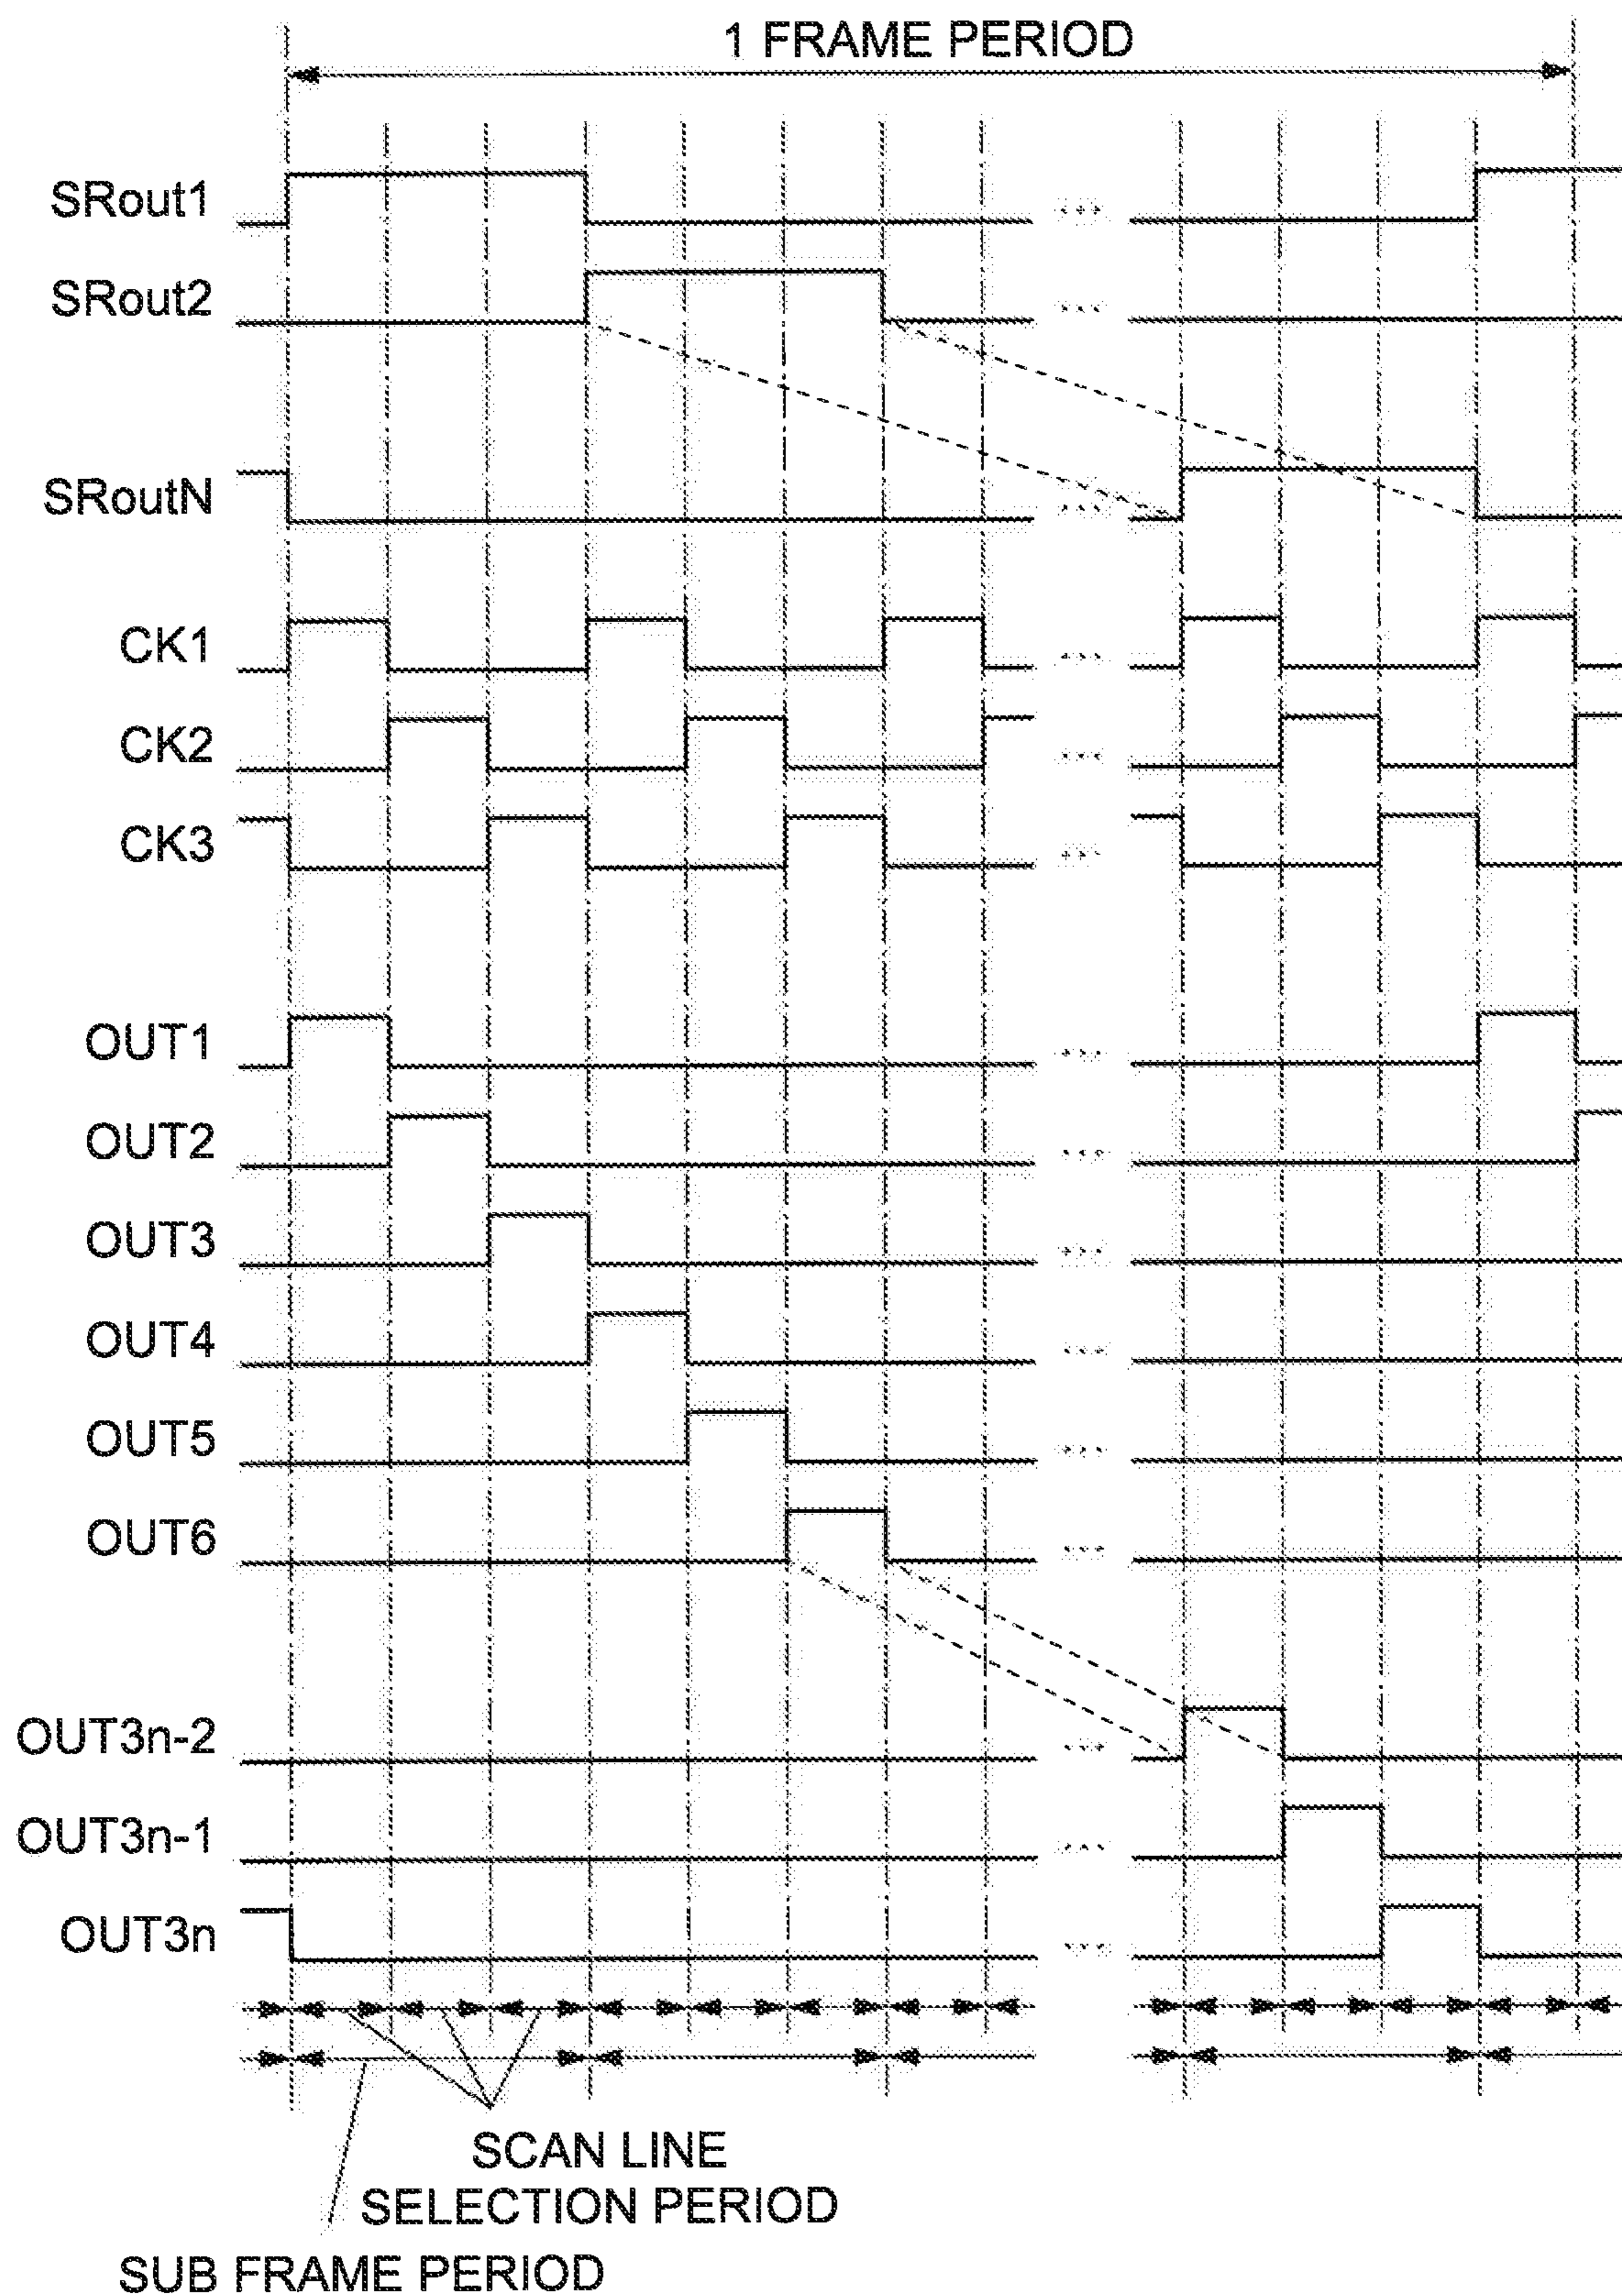 1 FRAME PERIOD
SRout1
SRout2
SRoutN
CK1
CK2
CK3
OUT1
OUT2
OUT3
OUT4
OUT5
OUT6
OUT3n-2
OUT3n-1
OUT3n
SCAN LINE
SELECTION PERIOD
SUB FRAME PERIOD